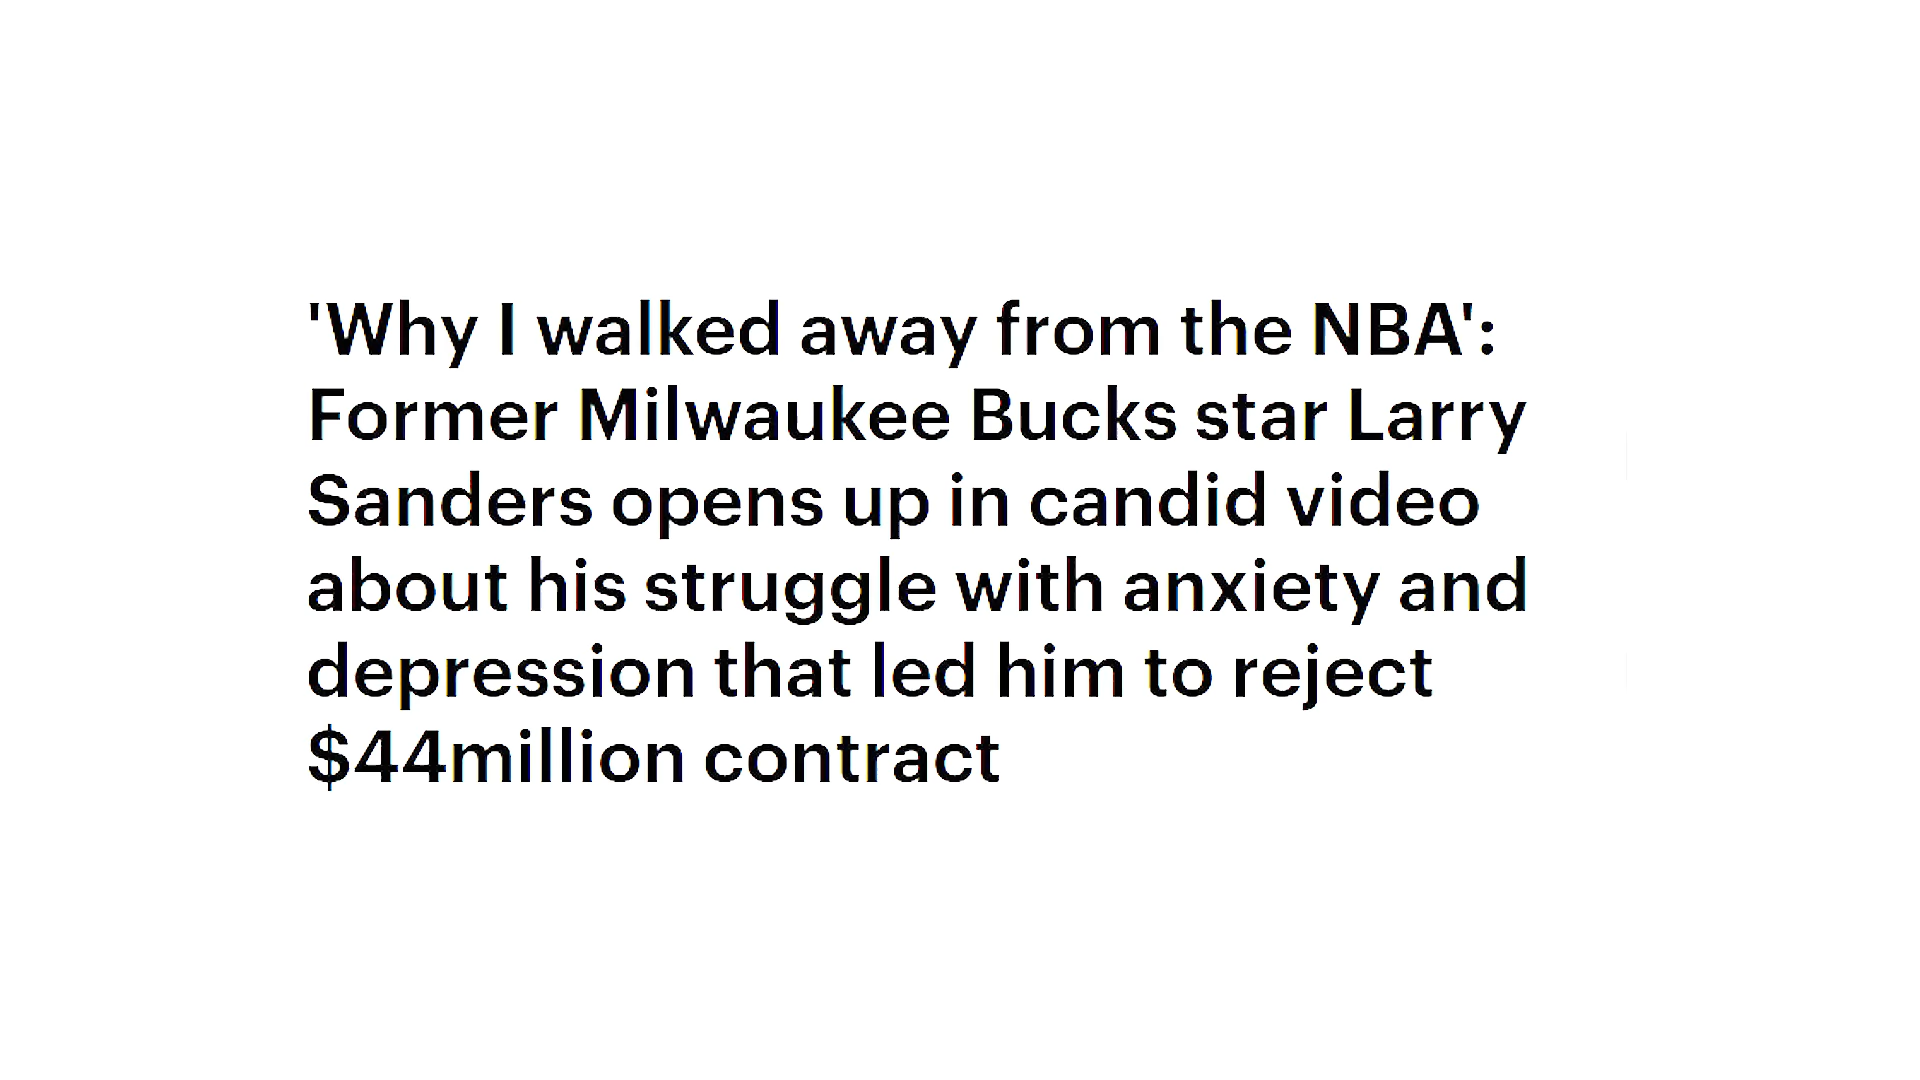 'Why I walked away from the NBA':
Former Milwaukee Bucks star Larry
Sanders opens up in candid video
about his struggle with anxiety and
depression that led him to reject
$44million contract